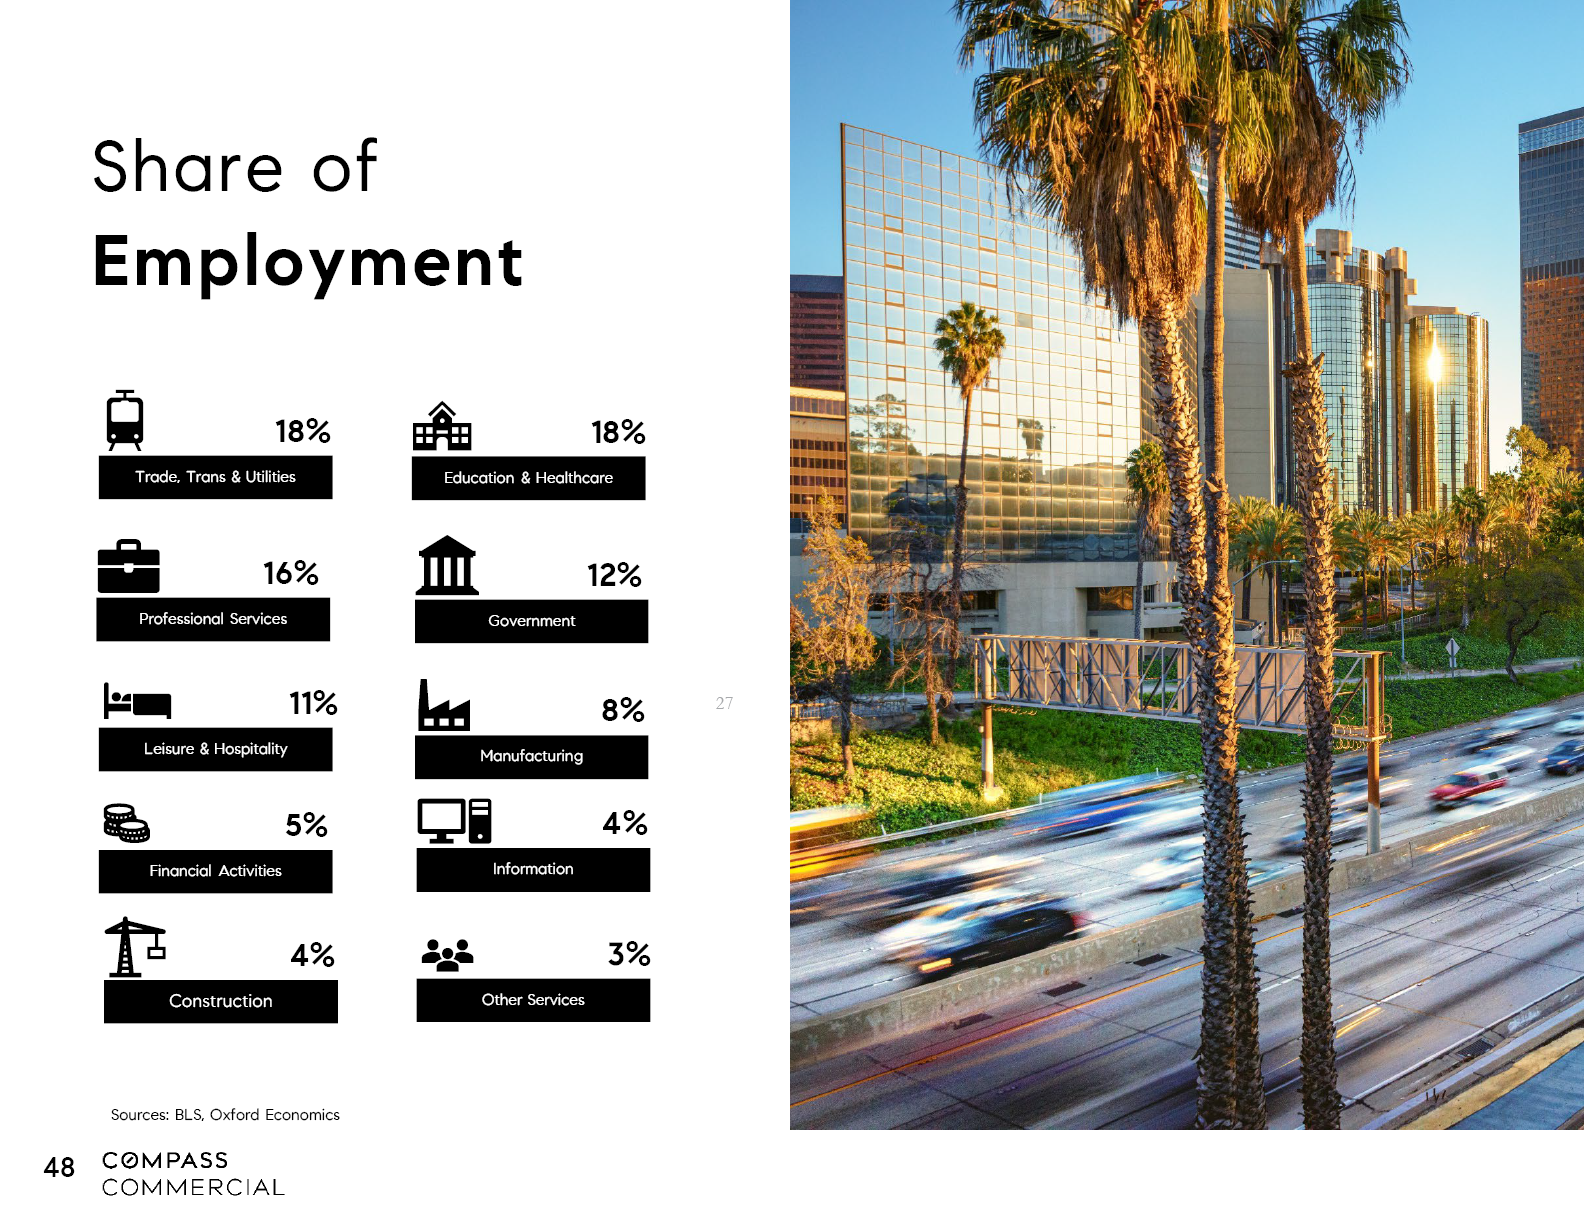 Share of
Employment
18%
Trade, Trans & Utilities
18%
Education & Healthcare
16%
Professional Services
12%
Government
11%
Leisure & Hospitality
8%
Manufacturing
27
5%
Financial Activities
4%
Information
4%
Construction
3%
Other Services
Sources: BLS, Oxford Economics
48
COMPASS
COMMERCIAL